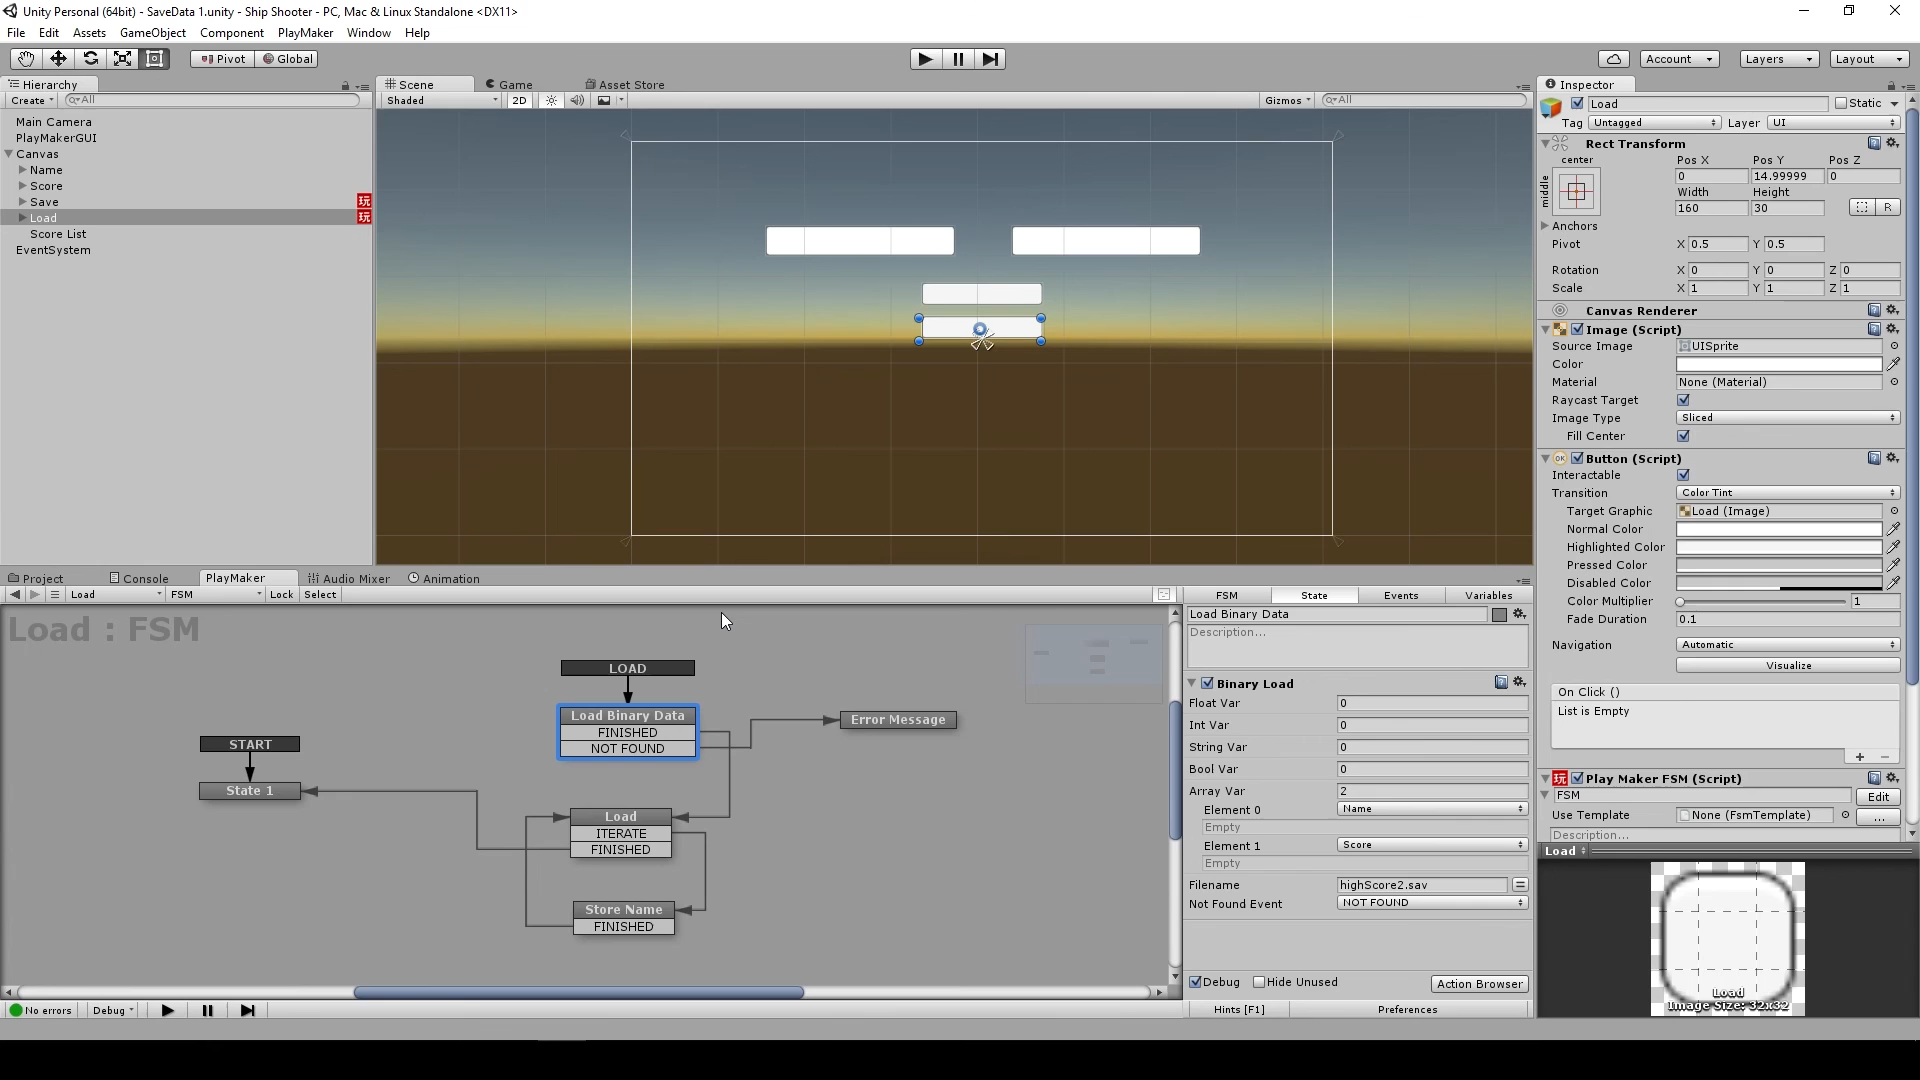 Unity Personal (64bit) - SaveData 1.unity - Ship Shooter - PC, Mac & Linux Standalone <DX11>
File Edit Assets GameObject Component PlayMaker Window Help
Pivot Global Account Layers Layout
Hierarchy
Create All
Main Camera
PlayMakerGUI
Canvas
Name
Score
Save 玩
Load 玩
Score List
EventSystem
Scene Game Asset Store
Shaded 2D Gizmos All
Inspector
Load Static
Tag Untagged Layer UI
Rect Transform
center Pos X Pos Y Pos Z
middle 0 14.99999 0
Width Height
160 30 R
Anchors
Pivot X 0.5 Y 0.5
Rotation X 0 Y 0 Z 0
Scale X 1 Y 1 Z 1
Canvas Renderer
Image (Script)
Source Image UISprite
Color
Material None (Material)
Raycast Target
Image Type Sliced
Fill Center
OK Button (Script)
Interactable
Transition Color Tint
Target Graphic Load (Image)
Normal Color
Highlighted Color
Pressed Color
Disabled Color
Color Multiplier 1
Fade Duration 0.1
Navigation Automatic
Visualize
On Click ()
List is Empty
+ -
玩 Play Maker FSM (Script)
FSM Edit
Use Template None (FsmTemplate) ...
Description...
Load
Load
Image Size: 32x32
Project Console PlayMaker Audio Mixer Animation
Load FSM Lock Select
Load : FSM
LOAD
Load Binary Data
FINISHED
NOT FOUND
Error Message
START
State 1
Load
ITERATE
FINISHED
Store Name
FINISHED
No errors Debug
FSM State Events Variables
Load Binary Data
Description...
Binary Load
Float Var 0
Int Var 0
String Var 0
Bool Var 0
Array Var 2
Element 0 Name
Empty
Element 1 Score
Empty
Filename highScore2.sav =
Not Found Event NOT FOUND
Debug Hide Unused Action Browser
Hints [F1] Preferences